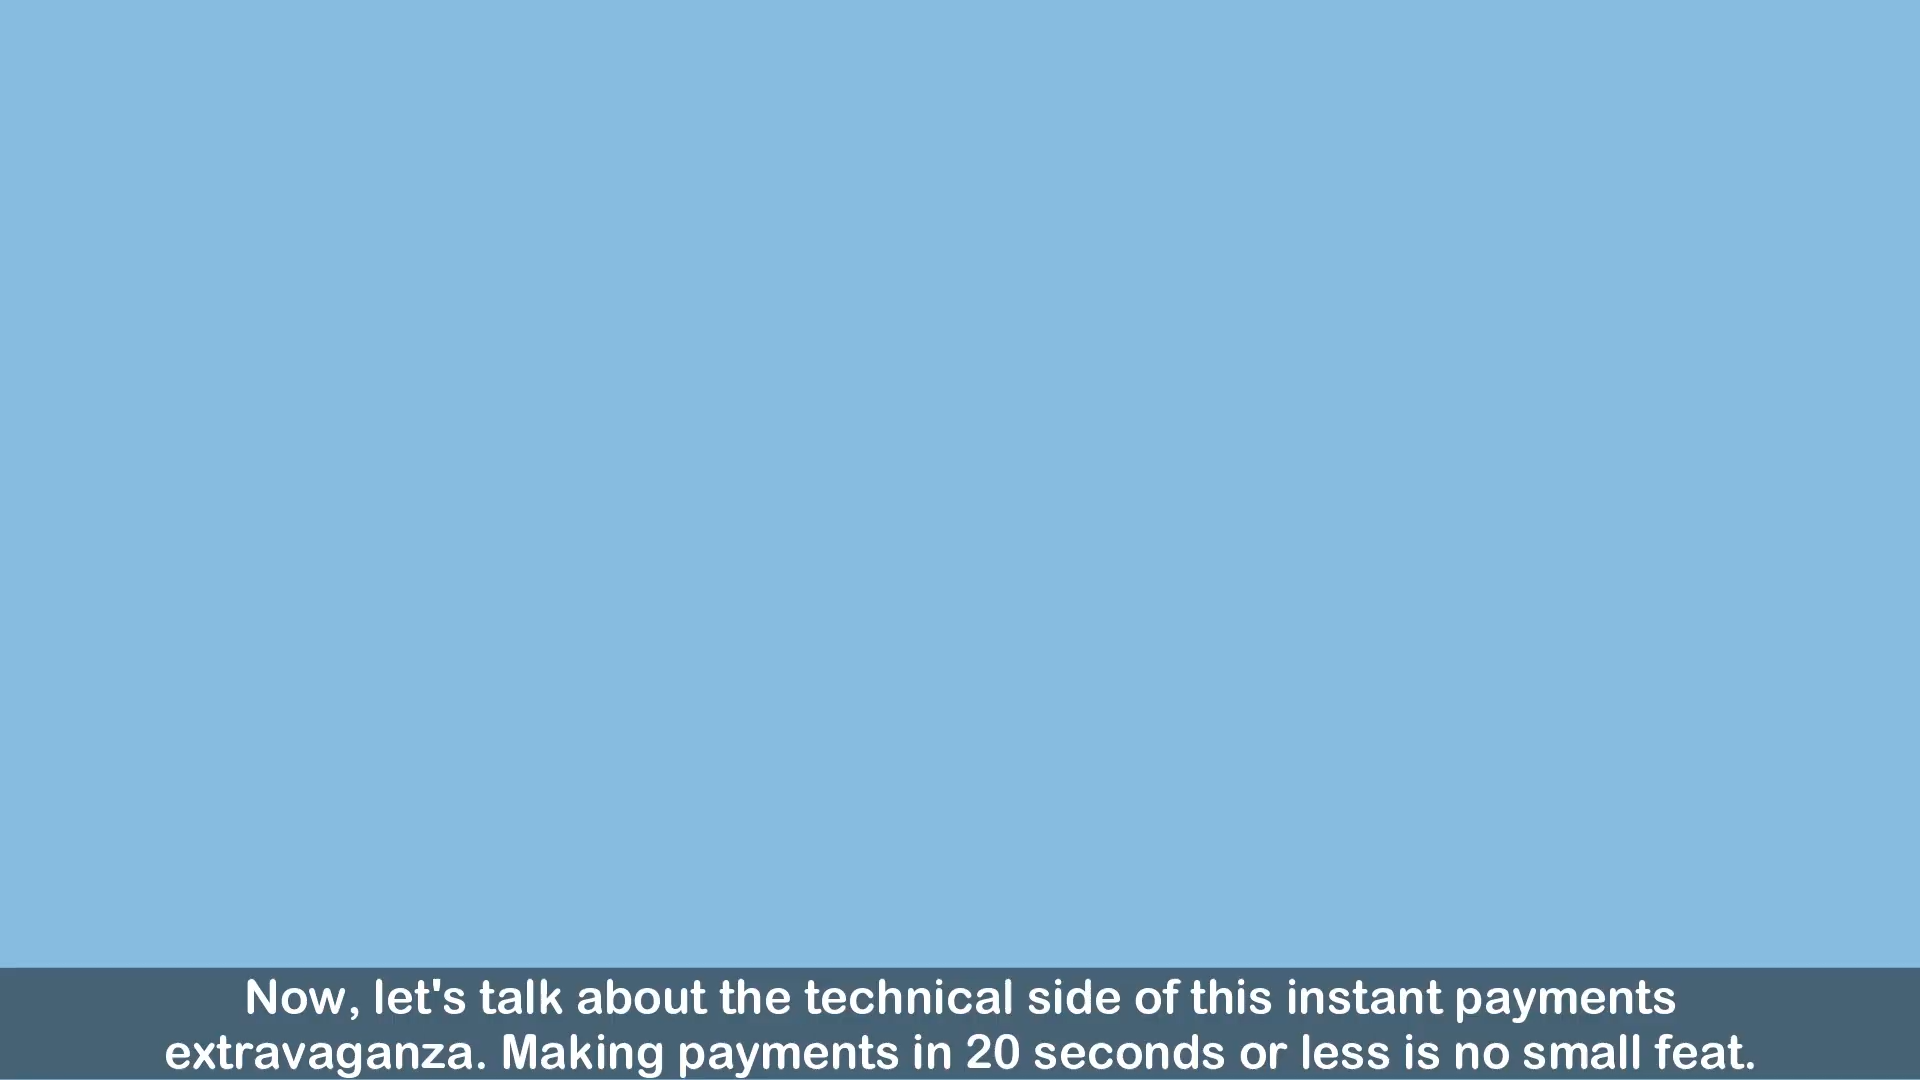 Now, let's talk about the technical side of this instant payments
extravaganza. Making payments in 20 seconds or less is no small feat.